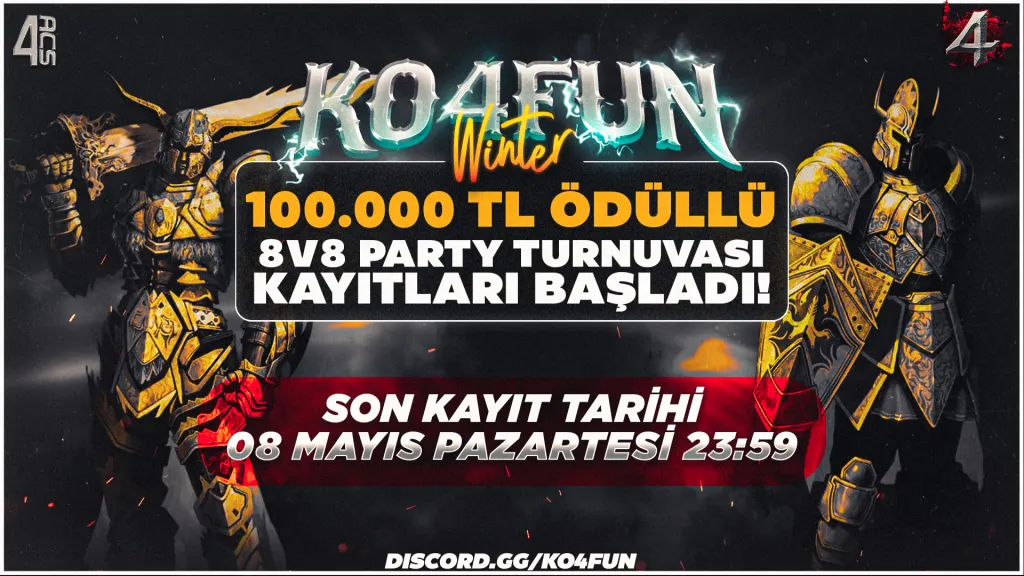 4ACS
4
KO4FUN
Winter
100.000 TL ÖDÜLLÜ
8V8 PARTY TURNUVASI
KAYITLARI BAŞLADI!
SON KAYIT TARİHİ
08 MAYIS PAZARTESİ 23:59
DISCORD.GG/KO4FUN